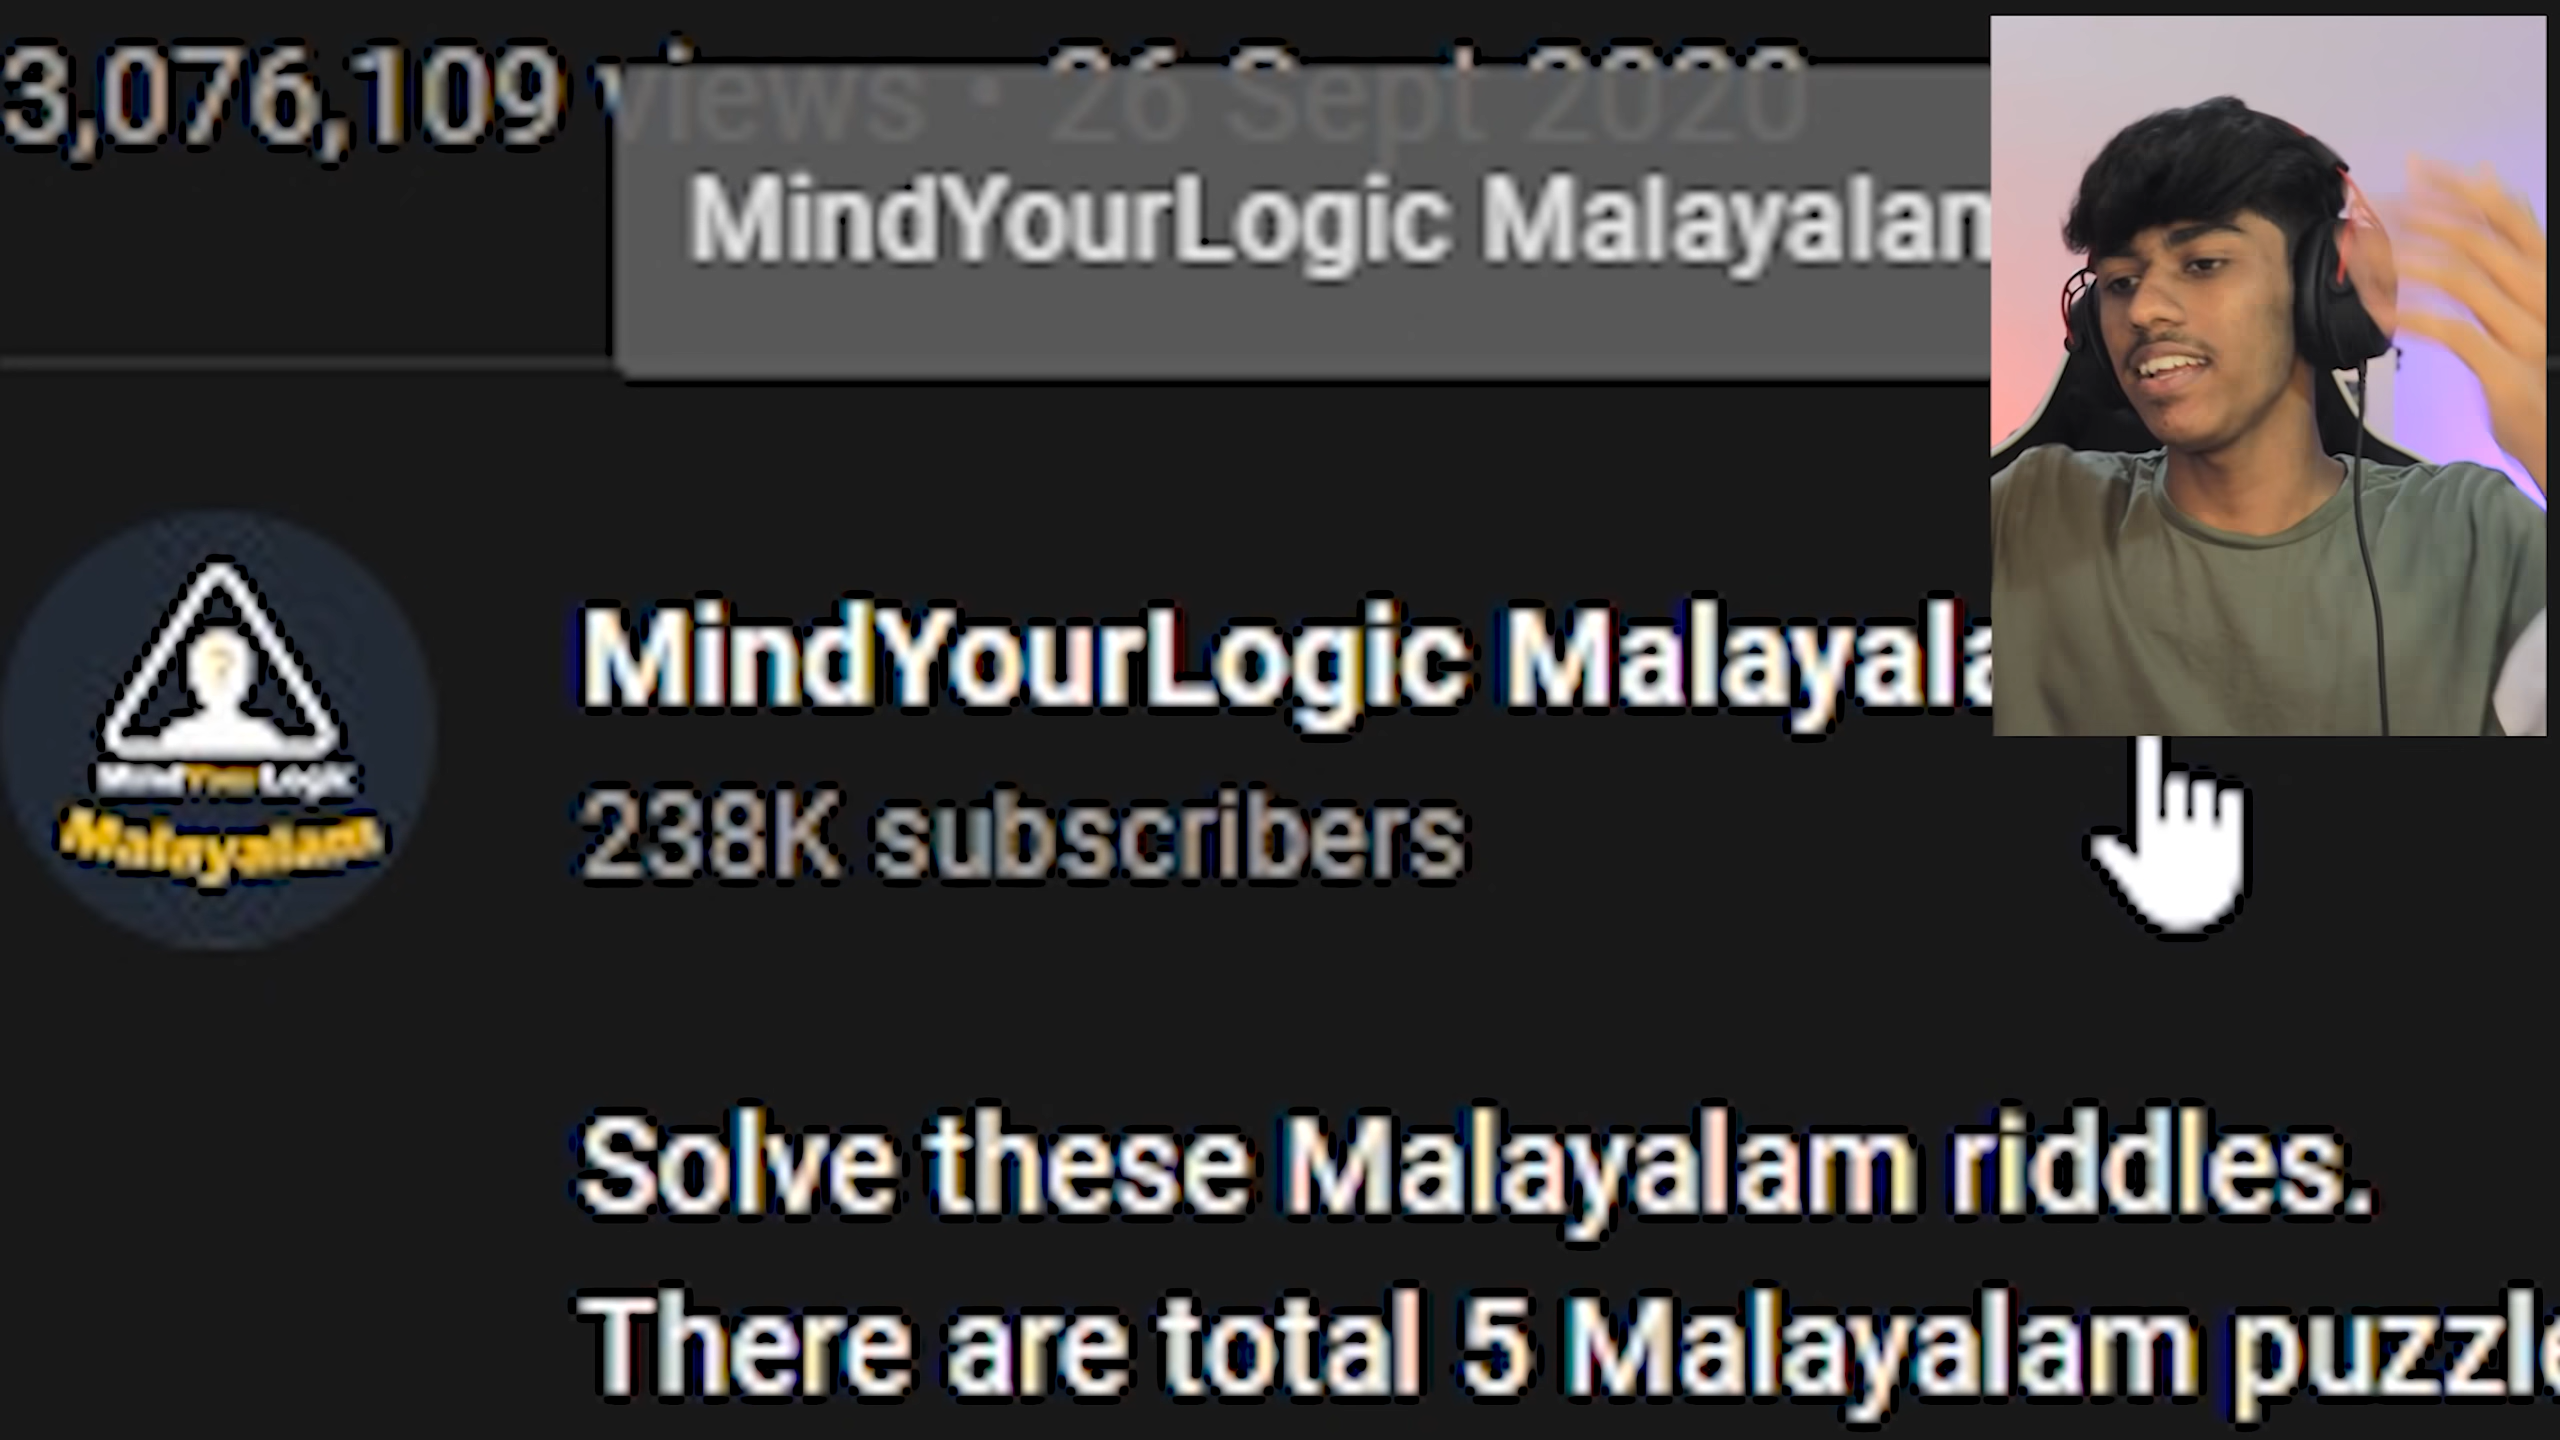 3,076,109 views • 26 Sept 2020
MindYourLogic Malayalam
MindYourLogic
Malayalam
MindYourLogic Malayala
238K subscribers
Solve these Malayalam riddles.
There are total 5 Malayalam puzzle